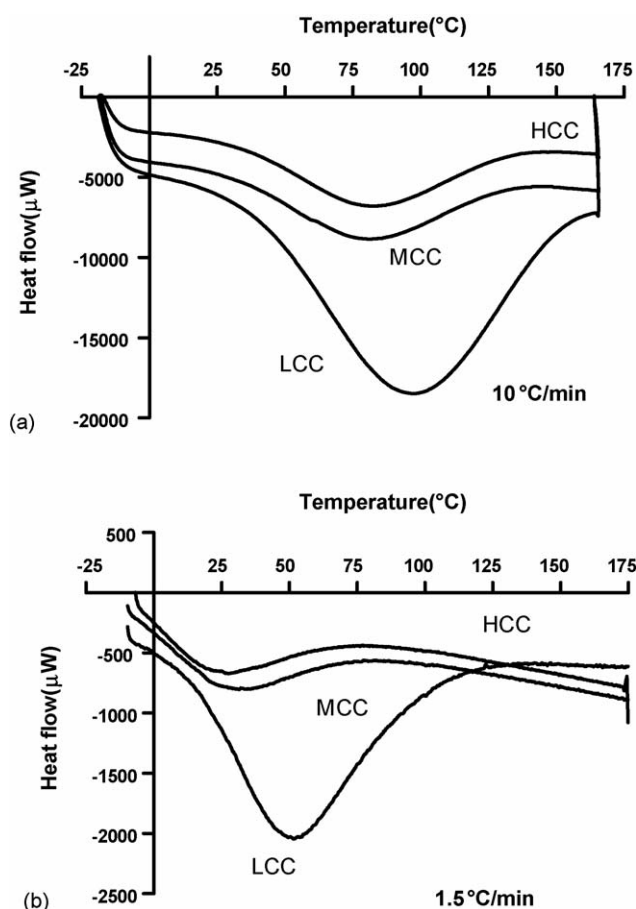 Temperature(°C)
-25 25 50 75 100 125 150 175
HCC
-5000
MCC
-10000
Heat flow(µW)
-15000
LCC
10 °C/min
-20000
(a)
Temperature(°C)
500
-25 25 50 75 100 125 150 175
HCC
-500
MCC
-1000
Heat flow(µW)
-1500
-2000
LCC
-2500
1.5 °C/min
(b)